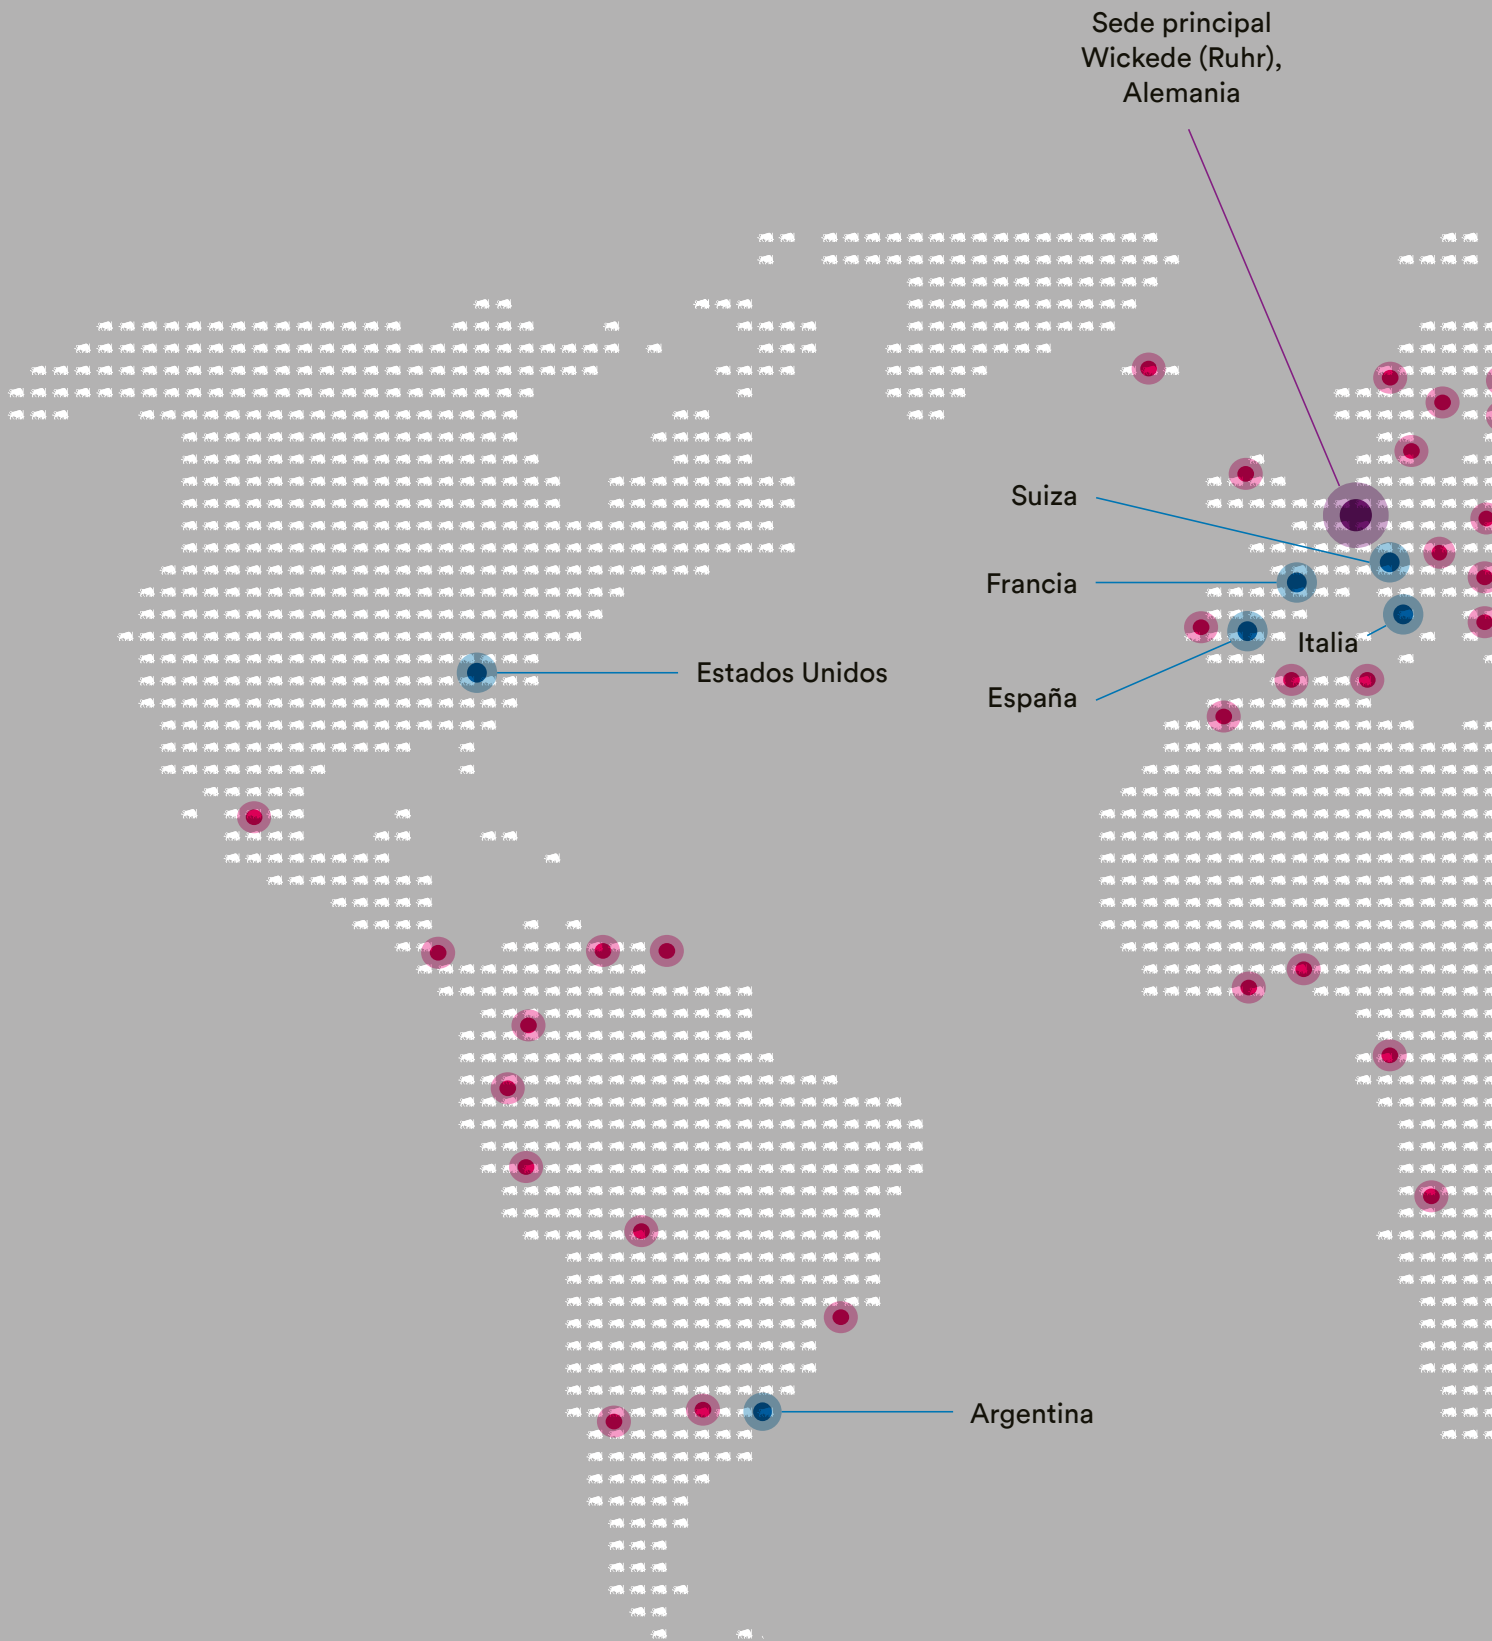 Sede principal
Wickede (Ruhr),
Alemania
Suiza
Francia
Italia
Estados Unidos
España
Argentina